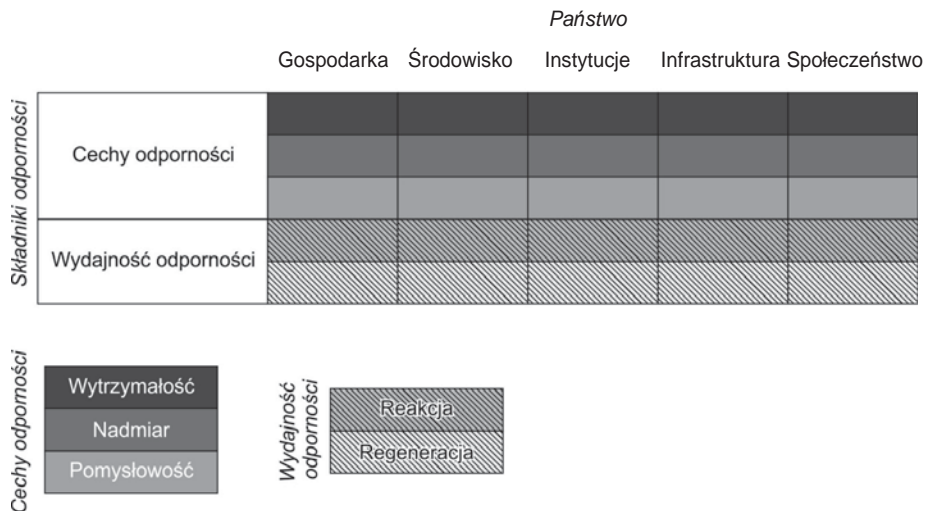 Państwo
Gospodarka Środowisko Instytucje Infrastruktura Społeczeństwo
Składniki odporności
Cechy odporności
Wydajność odporności
Cechy odporności
Wytrzymałość
Nadmiar
Pomysłowość
Wydajność
odporności
Reakcja
Regeneracja